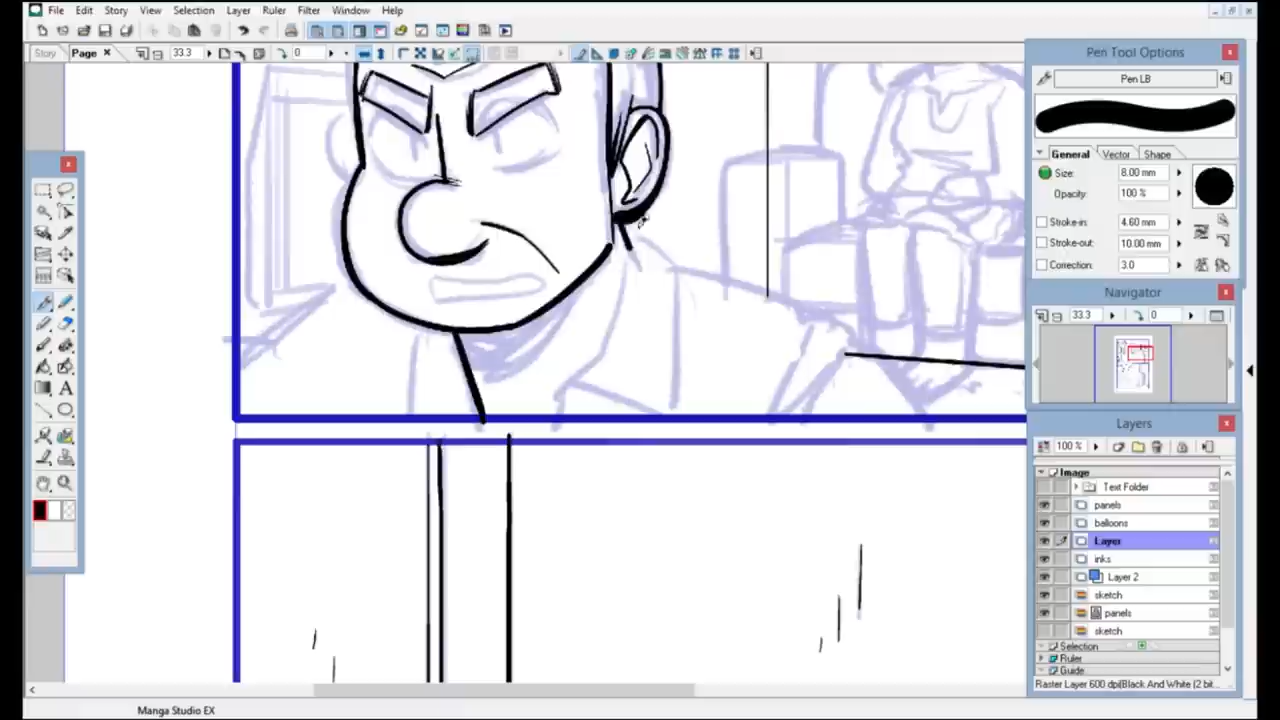 File Edit Story View Layer Ruler Filter Window Help
Story Page 33.3 0
Pen Tool Options
Pen LB
General Vector Shape
Size: 8.00 mm
Opacity: 100 %
Stroke-in: 4.60 mm
Stroke-out: 10.00 mm
Correction: 3.0
Navigator
33.3 0
Layers
100 %
Image
Text Folder
panels
balloons
Layer
inks
Layer 2
sketch
panels
sketch
Selection
Ruler
Guide
Raster Layer 600 dpi(Black And White (2 bit...
Manga Studio EX